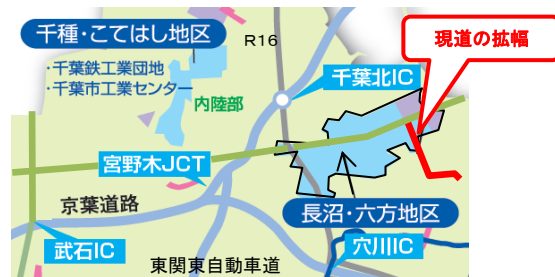 千種・こてはし地区
・千葉鉄工業団地
・千葉市工業センター
R16
現道の拡幅
千葉北IC
内陸部
宮野木JCT
京葉道路
長沼・六方地区
武石IC
穴川IC
東関東自動車道